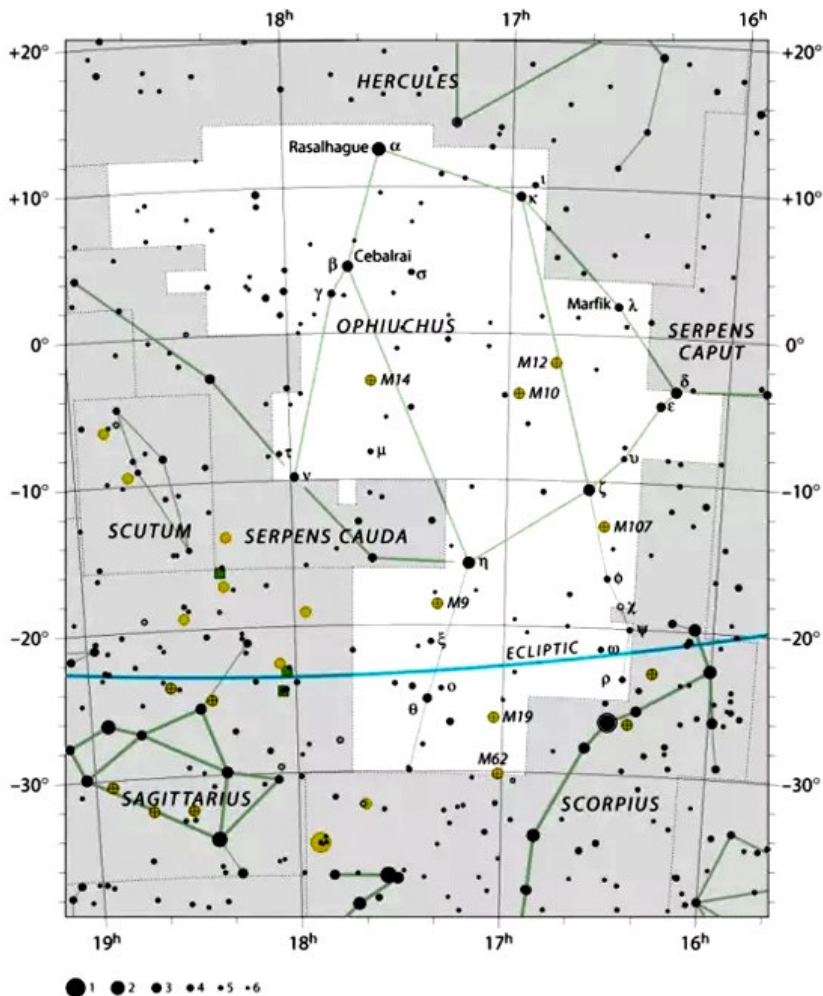 18h 17h 16h
+20° +20°
HERCULES
Rasalhague α
+10° ι +10°
κ
Cebalrai
β σ
γ
Marfik λ
OPHIUCHUS
SERPENS
CAPUT
0° 0°
M12
M14 M10 δ
ε
μ
τ υ
ν
−10° ζ −10°
SCUTUM SERPENS CAUDA M107
η
ϕ
M9 χ
ψ
−20° ξ ECLIPTIC ω −20°
ρ
ο
θ
M19
M62
−30° −30°
SAGITTARIUS SCORPIUS
19h 18h 17h 16h
1 2 3 4 5 6